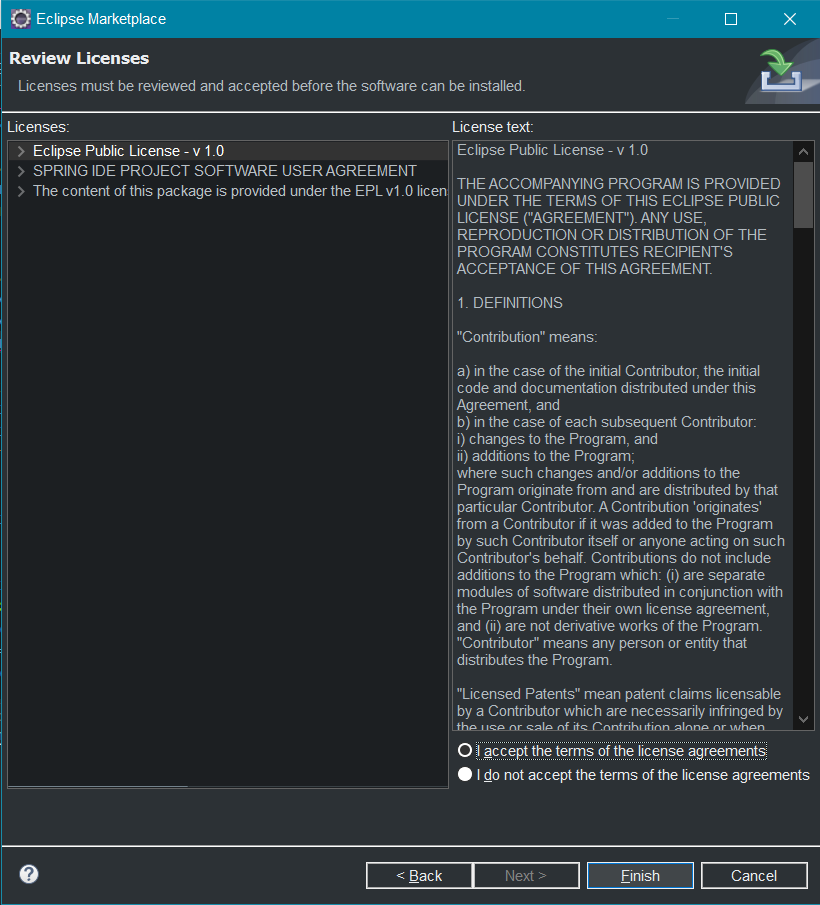 Eclipse Marketplace
Review Licenses
Licenses must be reviewed and accepted before the software can be installed.
Licenses:
Eclipse Public License - v 1.0
SPRING IDE PROJECT SOFTWARE USER AGREEMENT
The content of this package is provided under the EPL v1.0 licen
License text:
Eclipse Public License - v 1.0
THE ACCOMPANYING PROGRAM IS PROVIDED
UNDER THE TERMS OF THIS ECLIPSE PUBLIC
LICENSE ("AGREEMENT"). ANY USE,
REPRODUCTION OR DISTRIBUTION OF THE
PROGRAM CONSTITUTES RECIPIENT'S
ACCEPTANCE OF THIS AGREEMENT.
1. DEFINITIONS
"Contribution" means:
a) in the case of the initial Contributor, the initial
code and documentation distributed under this
Agreement, and
b) in the case of each subsequent Contributor:
i) changes to the Program, and
ii) additions to the Program;
where such changes and/or additions to the
Program originate from and are distributed by that
particular Contributor. A Contribution 'originates'
from a Contributor if it was added to the Program
by such Contributor itself or anyone acting on such
Contributor's behalf. Contributions do not include
additions to the Program which: (i) are separate
modules of software distributed in conjunction with
the Program under their own license agreement,
and (ii) are not derivative works of the Program.
"Contributor" means any person or entity that
distributes the Program.
"Licensed Patents" mean patent claims licensable
by a Contributor which are necessarily infringed by
the use or sale of its Contribution alone or when
I accept the terms of the license agreements
I do not accept the terms of the license agreements
?
< Back
Next >
Finish
Cancel